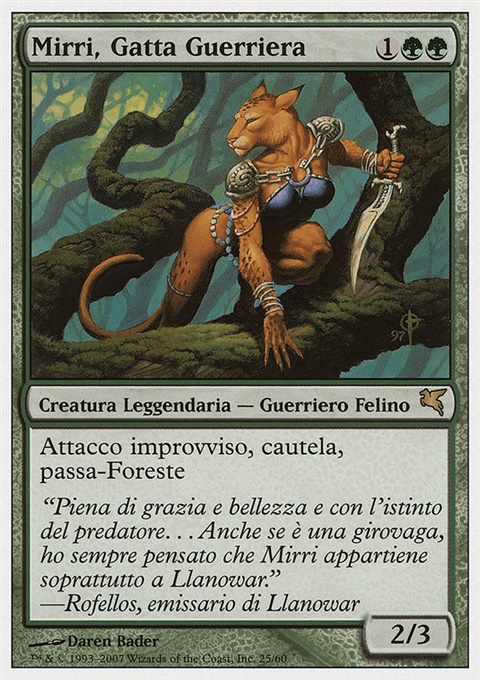 Mirri, Gatta Guerriera 1
97
Creatura Leggendaria — Guerriero Felino
Attacco improvviso, cautela,
passa-Foreste
“Piena di grazia e bellezza e con l’istinto
del predatore. . . Anche se è una girovaga,
ho sempre pensato che Mirri appartiene
soprattutto a Llanowar.”
—Rofellos, emissario di Llanowar
Daren Bader
2/3
™ & © 1993–2007 Wizards of the Coast, Inc. 25/60